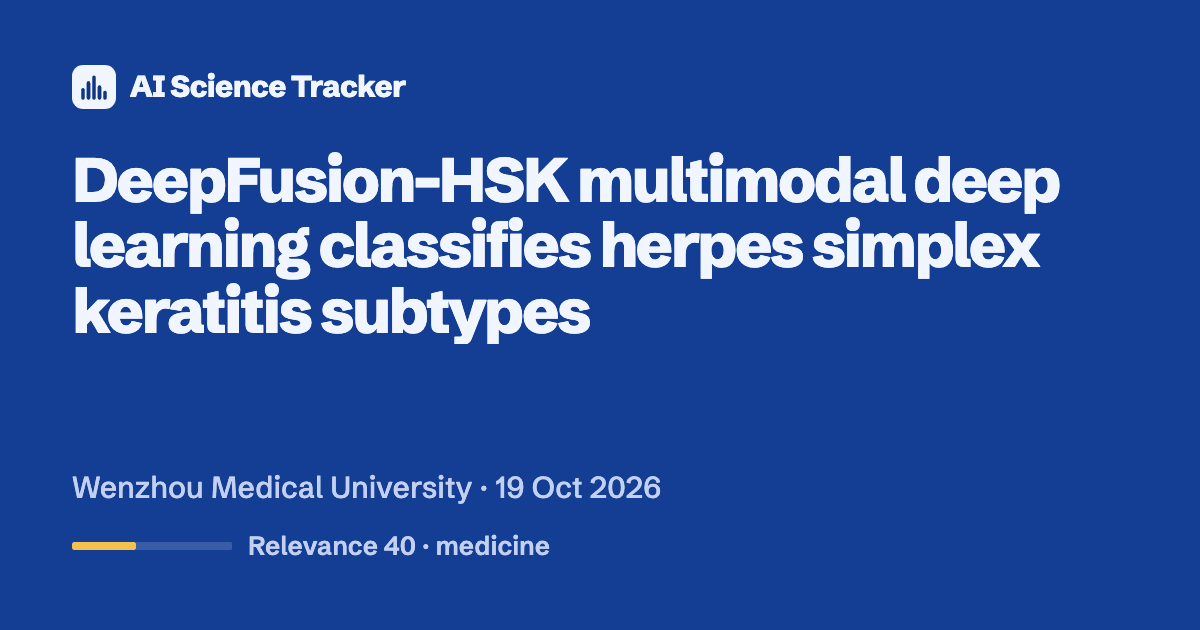 AI Science Tracker
DeepFusion-HSK multimodal deep
learning classifies herpes simplex
keratitis subtypes
Wenzhou Medical University · 19 Oct 2026
Relevance 40 · medicine